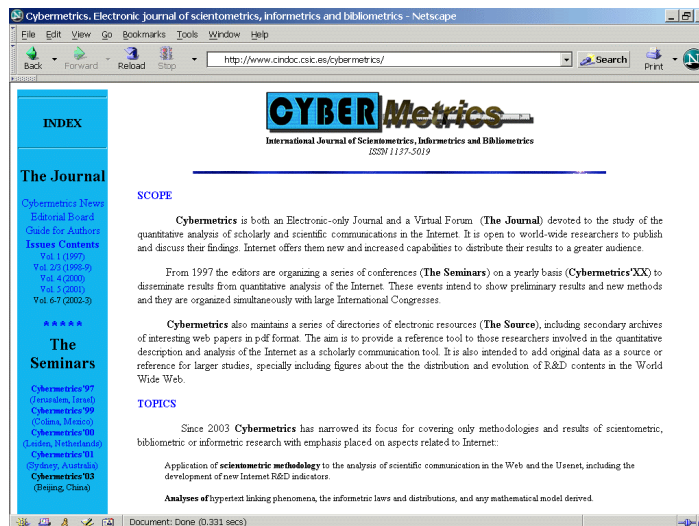 Cybermetrics. Electronic journal of scientometrics, informetrics and bibliometrics - Netscape
File Edit View Go Bookmarks Tools Window Help
Back Forward Reload Stop http://www.cindoc.csic.es/cybermetrics/ Search Print
INDEX
The Journal
Cybermetrics News
Editorial Board
Guide for Authors
Issues Contents
Vol. 1 (1997)
Vol. 2/3 (1998-9)
Vol. 4 (2000)
Vol. 5 (2001)
Vol. 6-7 (2002-3)
* * * * *
The
Seminars
Cybermetrics'97
(Jerusalem, Israel)
Cybermetrics'99
(Colima, Mexico)
Cybermetrics'00
(Leiden, Netherlands)
Cybermetrics'01
(Sydney, Australia)
Cybermetrics'03
(Beijing, China)
CYBER Metrics
International Journal of Scientometrics, Informetrics and Bibliometrics
ISSN 1137-5019
SCOPE
Cybermetrics is both an Electronic-only Journal and a Virtual Forum (The Journal) devoted to the study of the
quantitative analysis of scholarly and scientific communications in the Internet. It is open to world-wide researchers to publish
and discuss their findings. Internet offers them new and increased capabilities to distribute their results to a greater audience.
From 1997 the editors are organizing a series of conferences (The Seminars) on a yearly basis (Cybermetrics'XX) to
disseminate results from quantitative analysis of the Internet. These events intend to show preliminary results and new methods
and they are organized simultaneously with large International Congresses.
Cybermetrics also maintains a series of directories of electronic resources (The Source), including secondary archives
of interesting web papers in pdf format. The aim is to provide a reference tool to those researchers involved in the quantitative
description and analysis of the Internet as a scholarly communication tool. It is also intended to add original data as a source or
reference for larger studies, specially including figures about the the distribution and evolution of R&D contents in the World
Wide Web.
TOPICS
Since 2003 Cybermetrics has narrowed its focus for covering only methodologies and results of scientometric,
bibliometric or informetric research with emphasis placed on aspects related to Internet::
Application of scientometric methodology to the analysis of scientific communication in the Web and the Usenet, including the
development of new Internet R&D indicators.
Analyses of hypertext linking phenomena, the informetric laws and distributions, and any mathematical model derived.
Document: Done (0.331 secs)